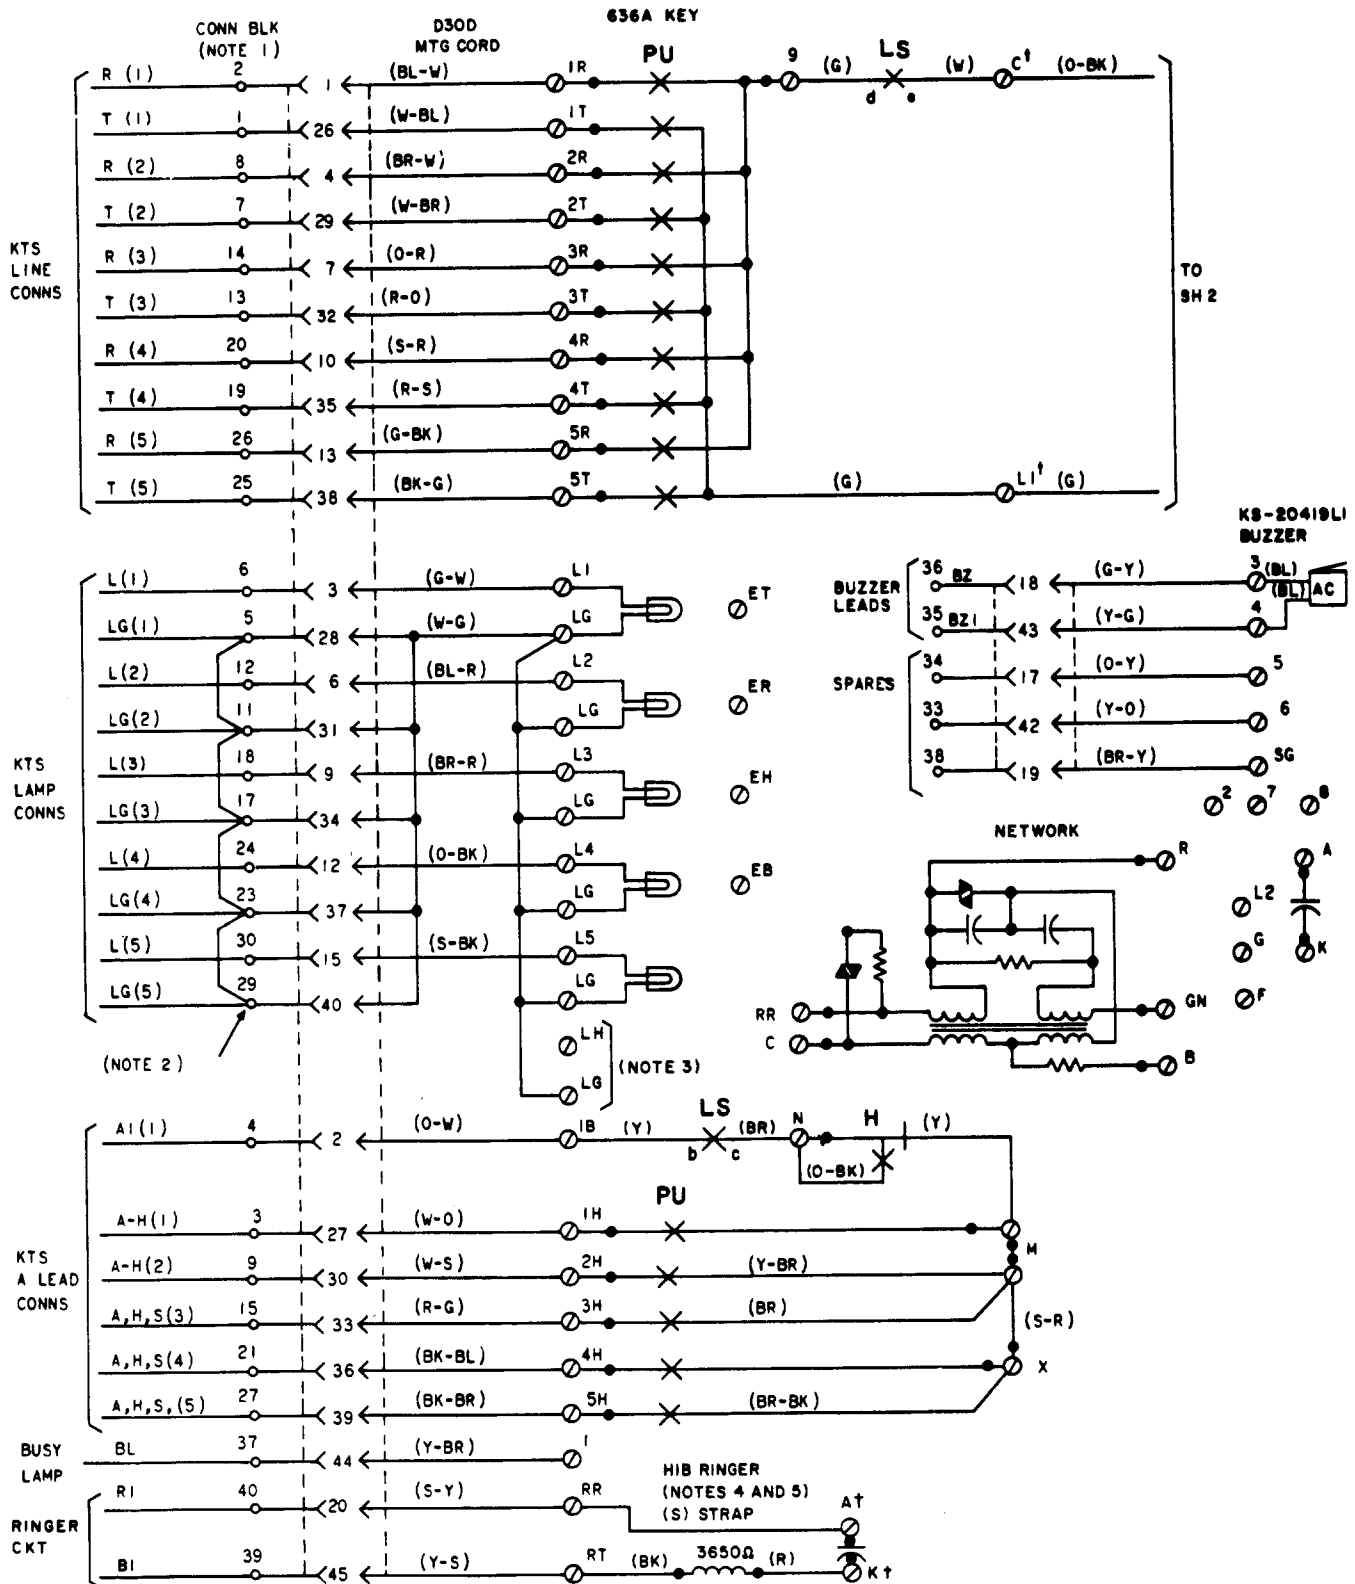 636A KEY
CONN BLK
(NOTE 1)
D30D
MTG CORD
PU
LS
R (1) 2 1 (BL-W) 1R 9 (G) d e (W) C† (O-BK)
T (1) 1 26 (W-BL) 1T
R (2) 8 4 (BR-W) 2R
T (2) 7 29 (W-BR) 2T
KTS
LINE
CONNS
R (3) 14 7 (O-R) 3R
T (3) 13 32 (R-O) 3T
TO
SH 2
R (4) 20 10 (S-R) 4R
T (4) 19 35 (R-S) 4T
R (5) 26 13 (G-BK) 5R
T (5) 25 38 (BK-G) 5T (G) L1† (G)
KS-20419L1
BUZZER
L(1) 6 3 (G-W) L1
LG(1) 5 28 (W-G) LG
L(2) 12 6 (BL-R) L2
LG(2) 11 31 LG
KTS
LAMP
CONNS
L(3) 18 9 (BR-R) L3
LG(3) 17 34 LG
L(4) 24 12 (O-BK) L4
LG(4) 23 37 LG
L(5) 30 15 (S-BK) L5
LG(5) 29 40 LG
ET
ER
EH
EB
(NOTE 2)
LH
LG
(NOTE 3)
BUZZER
LEADS
36 BZ 18 (G-Y) 3 (BL)
(BL) AC
35 BZ1 43 (Y-G) 4
SPARES
34 17 (O-Y) 5
33 42 (Y-O) 6
38 19 (BR-Y) SG
2 7 8
NETWORK
R
A
L2
G
K
F
RR
GN
C
B
KTS
A LEAD
CONNS
A1(1) 4 2 (O-W) 1B (Y) b LS c (BR) N H (Y)
(O-BK)
PU
A-H(1) 3 27 (W-O) 1H
M
A-H(2) 9 30 (W-S) 2H (Y-BR)
A,H,S(3) 15 33 (R-G) 3H (BR)
(S-R)
A,H,S(4) 21 36 (BK-BL) 4H X
A,H,S,(5) 27 39 (BK-BR) 5H (BR-BK)
BUSY
LAMP
BL 37 44 (Y-BR) 1
HIB RINGER
(NOTES 4 AND 5)
(S) STRAP
RINGER
CKT
R1 40 20 (S-Y) RR A†
B1 39 45 (Y-S) RT (BK) 3650Ω (R) K†